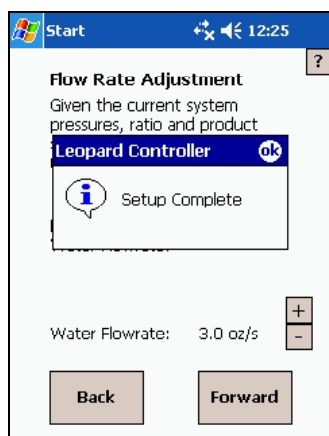 Start 12:25
?
Flow Rate Adjustment
Given the current system
pressures, ratio and product
Leopard Controller ok
Setup Complete
Water Flowrate: 3.0 oz/s
+
-
Back Forward